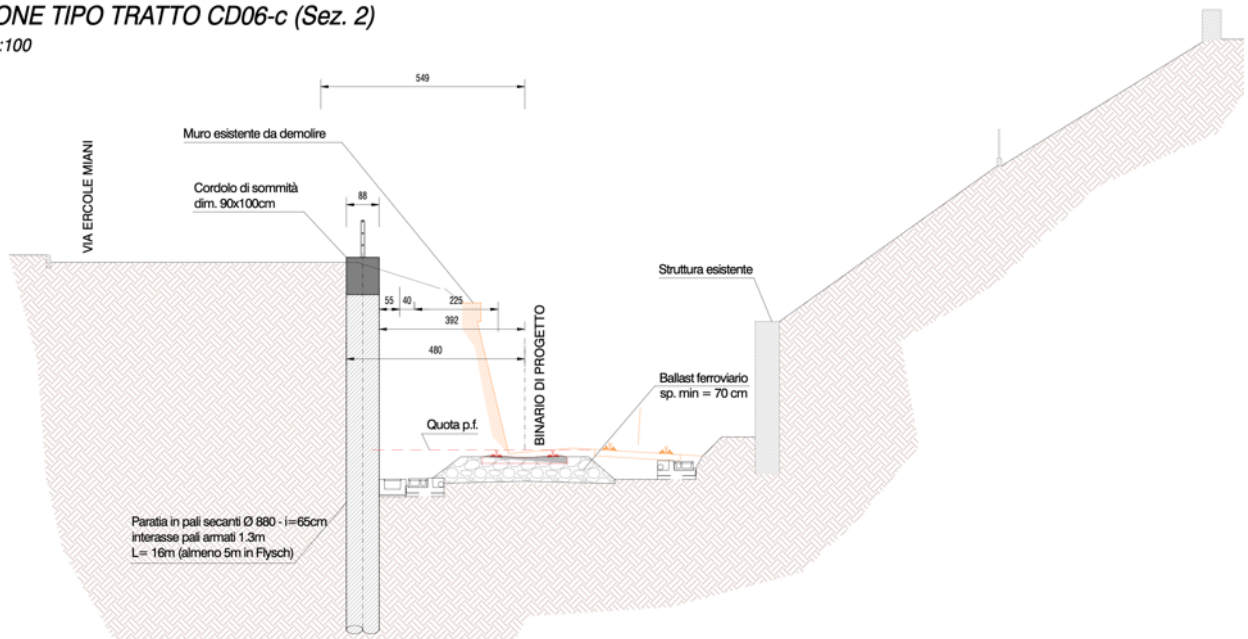 ONE TIPO TRATTO CD06-c (Sez. 2)
:100
549
Muro esistente da demolire
VIA ERCOLE MIANI
Cordolo di sommità
dim. 90x100cm
88
Struttura esistente
55 40 225
392
BINARIO DI PROGETTO
480
Ballast ferroviario
sp. min = 70 cm
Quota p.f.
Paratia in pali secanti Ø 880 - i=65cm
interasse pali armati 1.3m
L= 16m (almeno 5m in Flysch)